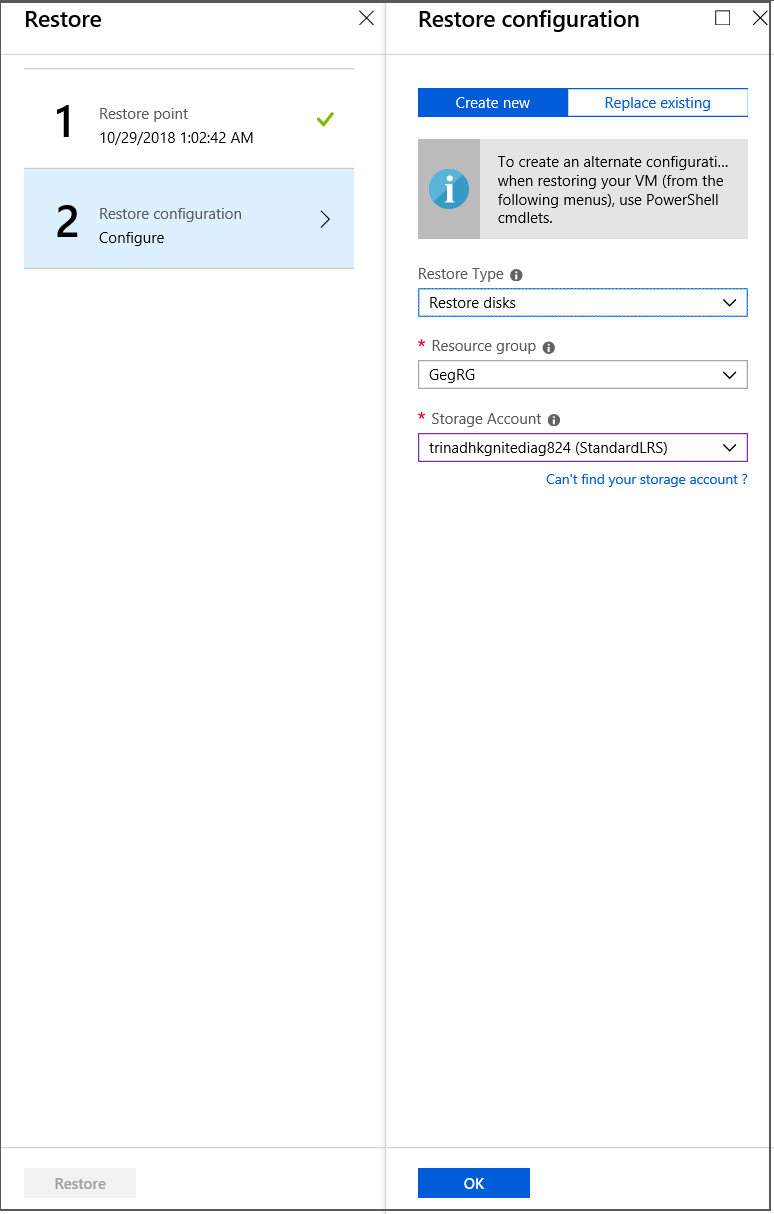 Restore
1
Restore point
10/29/2018 1:02:42 AM
2
Restore configuration
Configure
Restore
Restore configuration
Create new
Replace existing
To create an alternate configurati...
when restoring your VM (from the
following menus), use PowerShell
cmdlets.
Restore Type
Restore disks
* Resource group
GegRG
* Storage Account
trinadhkgnitediag824 (StandardLRS)
Can't find your storage account ?
OK